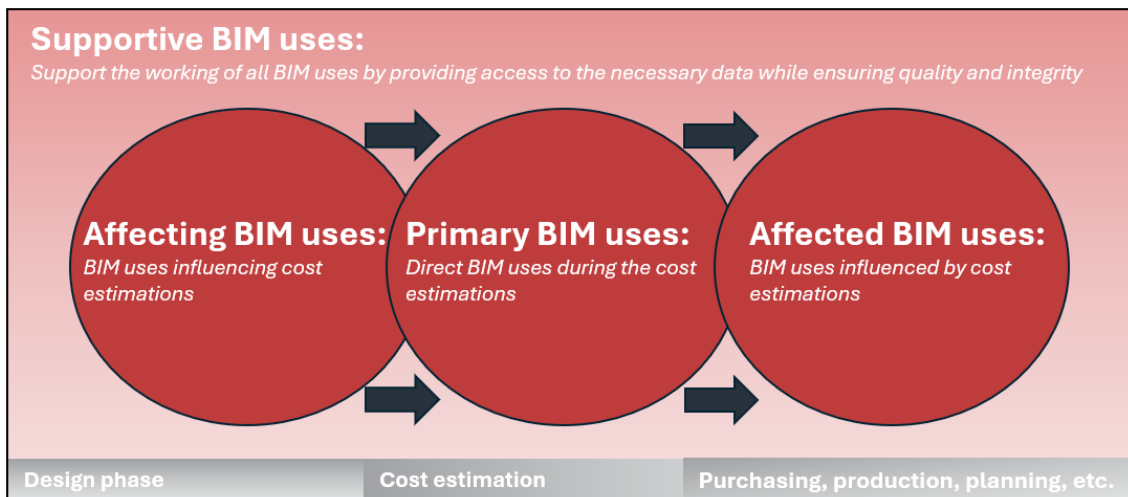 Supportive BIM uses:
Support the working of all BIM uses by providing access to the necessary data while ensuring quality and integrity
Affecting BIM uses:
BIM uses influencing cost
estimations
Primary BIM uses:
Direct BIM uses during the cost
estimations
Affected BIM uses:
BIM uses influenced by cost
estimations
Design phase
Cost estimation
Purchasing, production, planning, etc.